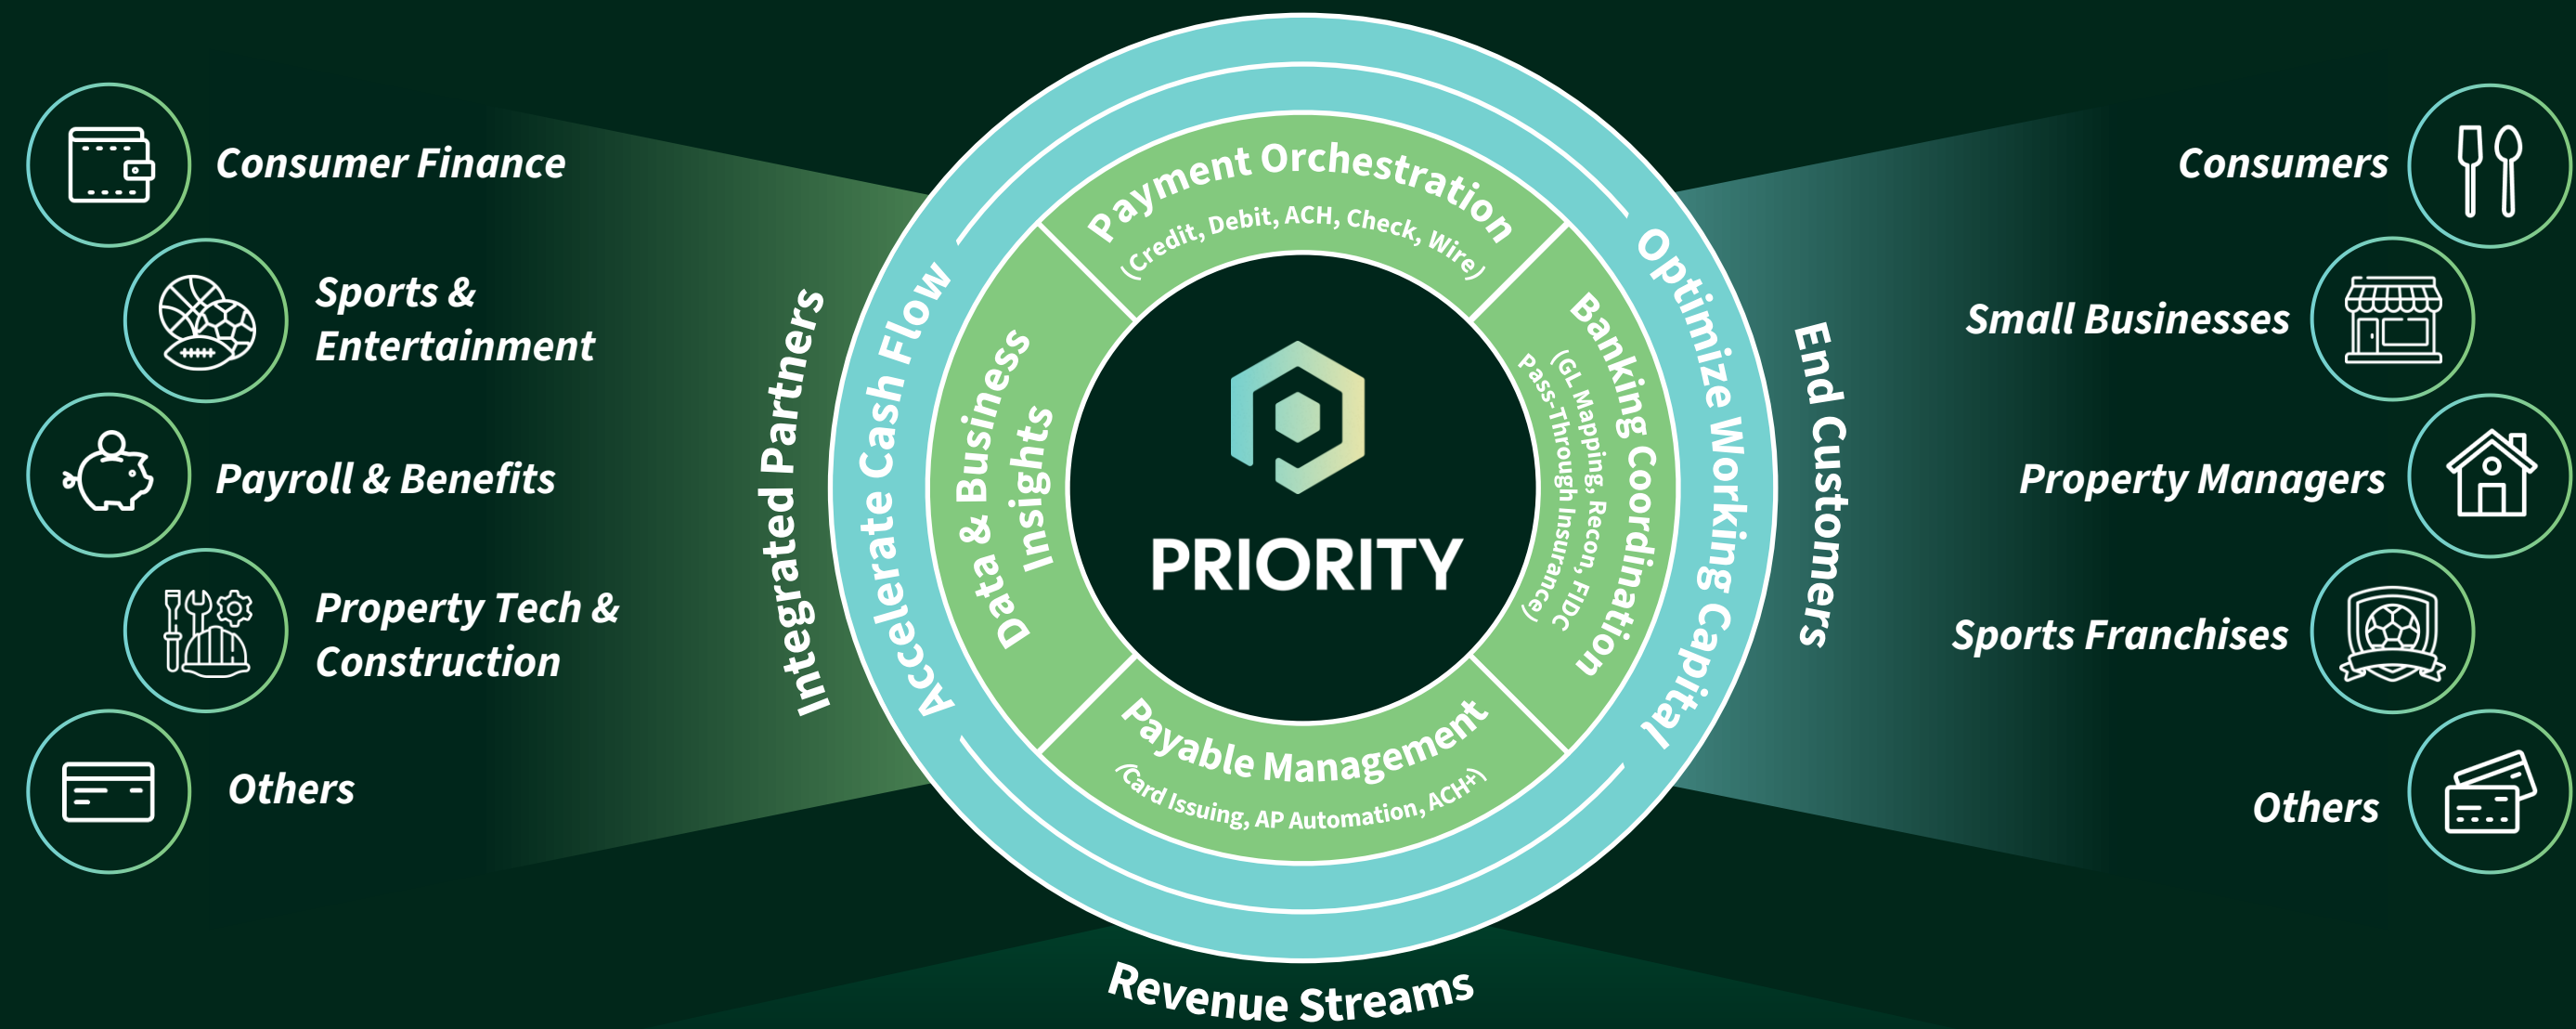 Consumer Finance
Sports &
Entertainment
Payroll & Benefits
Property Tech &
Construction
Others
Integrated Partners
Accelerate Cash Flow
Data & Business
Insights
Payment Orchestration
(Credit, Debit, ACH, Check, Wire)
PRIORITY
Banking Coordination
(GL Mapping, Recon, FIDC
Pass-Through Insurance)
Payable Management
(Card Issuing, AP Automation, ACH+)
Optimize Working Capital
End Customers
Revenue Streams
Consumers
Small Businesses
Property Managers
Sports Franchises
Others